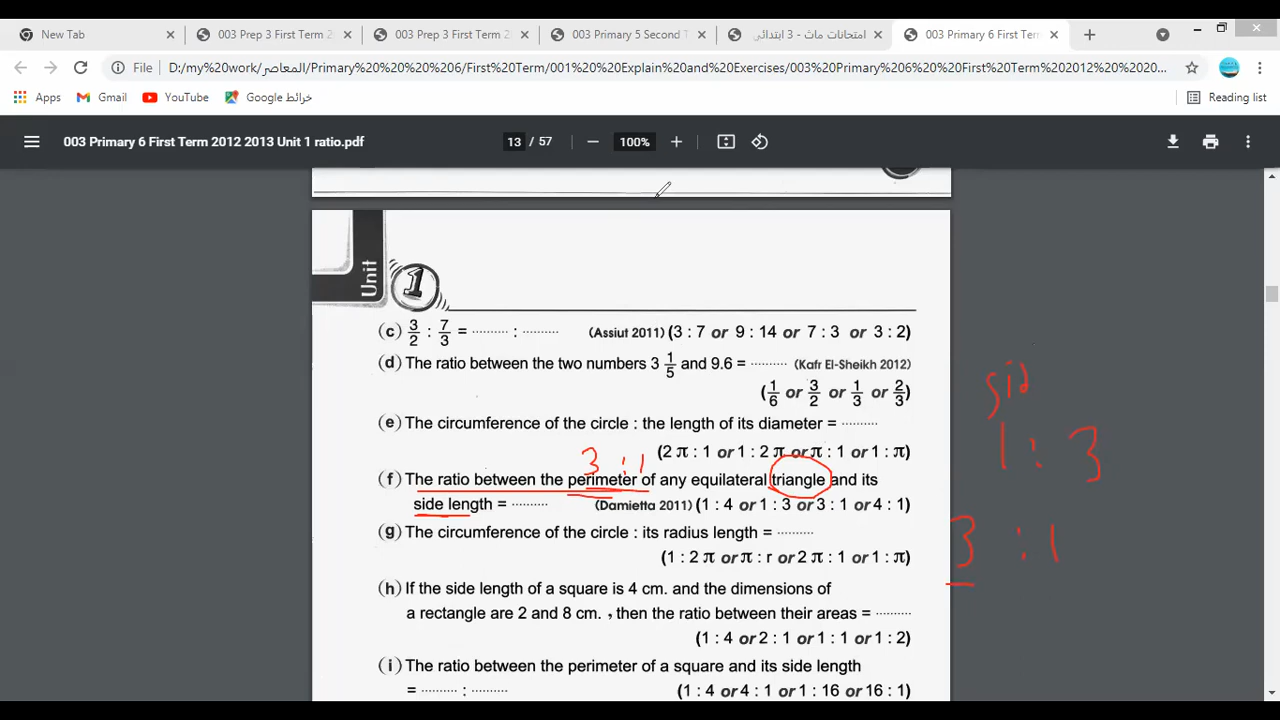 New Tab
003 Prep 3 First Term 2
003 Prep 3 First Term 2
003 Primary 5 Second T
امتحانات ماث - 3 ابتدائى
003 Primary 6 First Term
File
D:/my%20work/المعاصر/Primary%20%20%206/First%20Term/001%20%20Explain%20and%20Exercises/003%20Primary%206%20%20First%20Term%202012%20%20%20...
Apps
Gmail
YouTube
خرائط Google
Reading list
003 Primary 6 First Term 2012 2013 Unit 1 ratio.pdf
13 / 57
100%
Unit 1
(c) 3/2 : 7/3 = ......... : ......... (Assiut 2011) (3 : 7 or 9 : 14 or 7 : 3 or 3 : 2)
(d) The ratio between the two numbers 3 1/5 and 9.6 = ......... (Kafr El-Sheikh 2012)
(1/6 or 3/2 or 1/3 or 2/3)
(e) The circumference of the circle : the length of its diameter = .........
(2 π : 1 or 1 : 2 π or π : 1 or 1 : π)
3 : 1
(f) The ratio between the perimeter of any equilateral triangle and its
side length = ......... (Damietta 2011) (1 : 4 or 1 : 3 or 3 : 1 or 4 : 1)
(g) The circumference of the circle : its radius length = .........
(1 : 2 π or π : r or 2 π : 1 or 1 : π)
(h) If the side length of a square is 4 cm. and the dimensions of
a rectangle are 2 and 8 cm. , then the ratio between their areas = .........
(1 : 4 or 2 : 1 or 1 : 1 or 1 : 2)
(i) The ratio between the perimeter of a square and its side length
= ......... : ......... (1 : 4 or 4 : 1 or 1 : 16 or 16 : 1)
sid
1 : 3
3 : 1